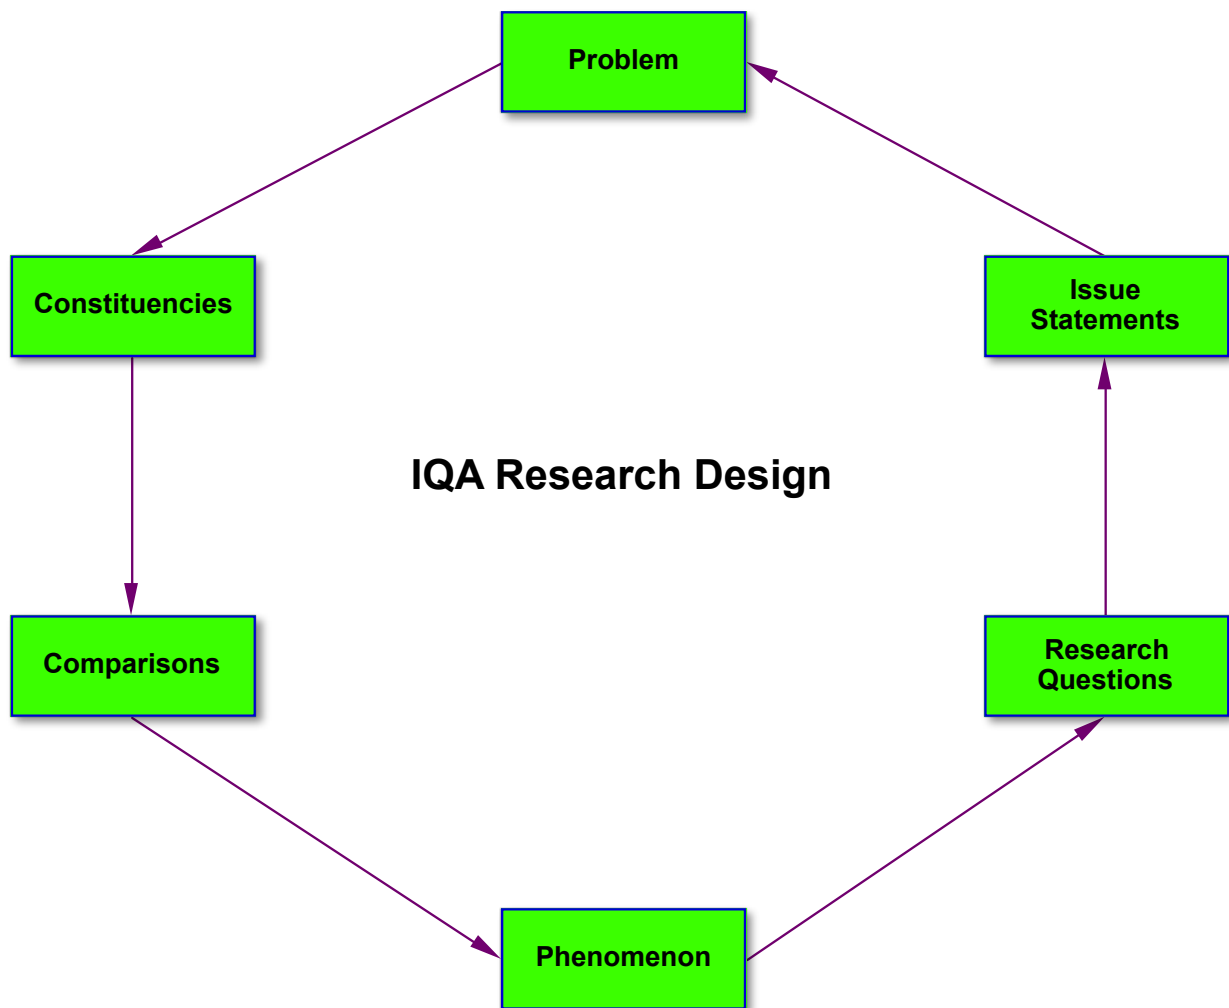 Problem
Constituencies
Issue
Statements
IQA Research Design
Comparisons
Research
Questions
Phenomenon